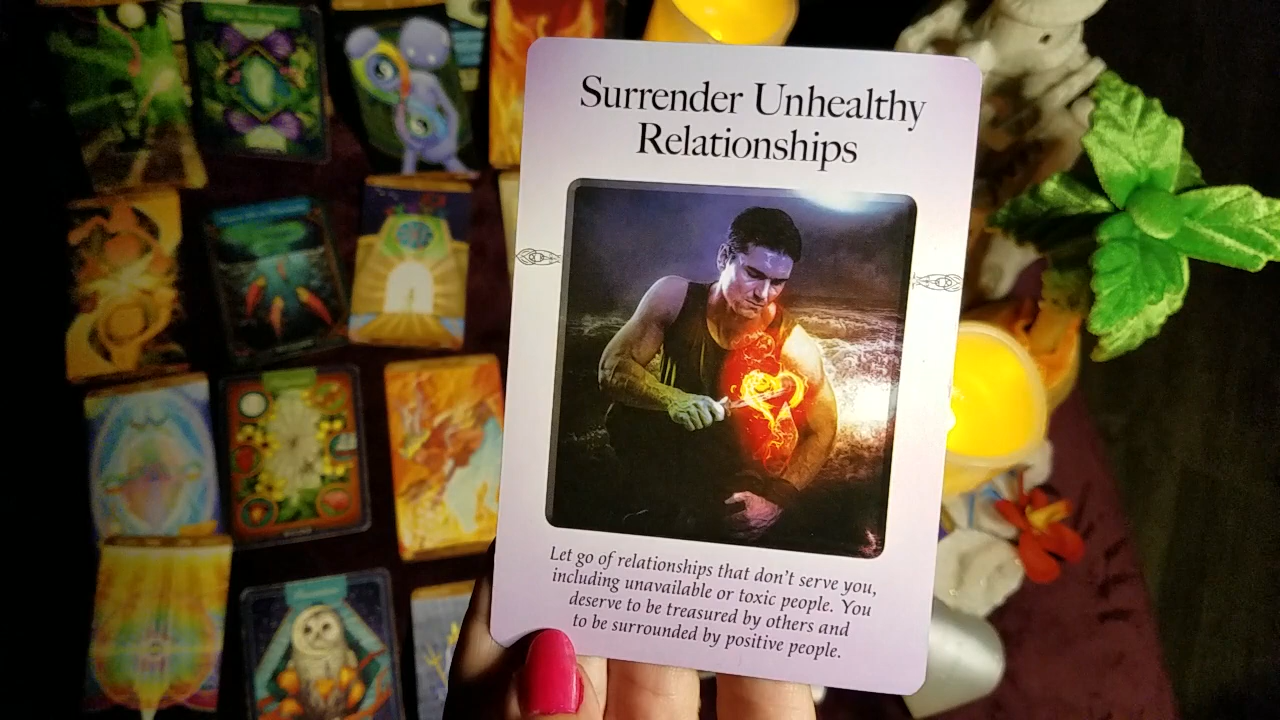 Surrender Unhealthy
Relationships
Let go of relationships that don't serve you,
including unavailable or toxic people. You
deserve to be treasured by others and
to be surrounded by positive people.